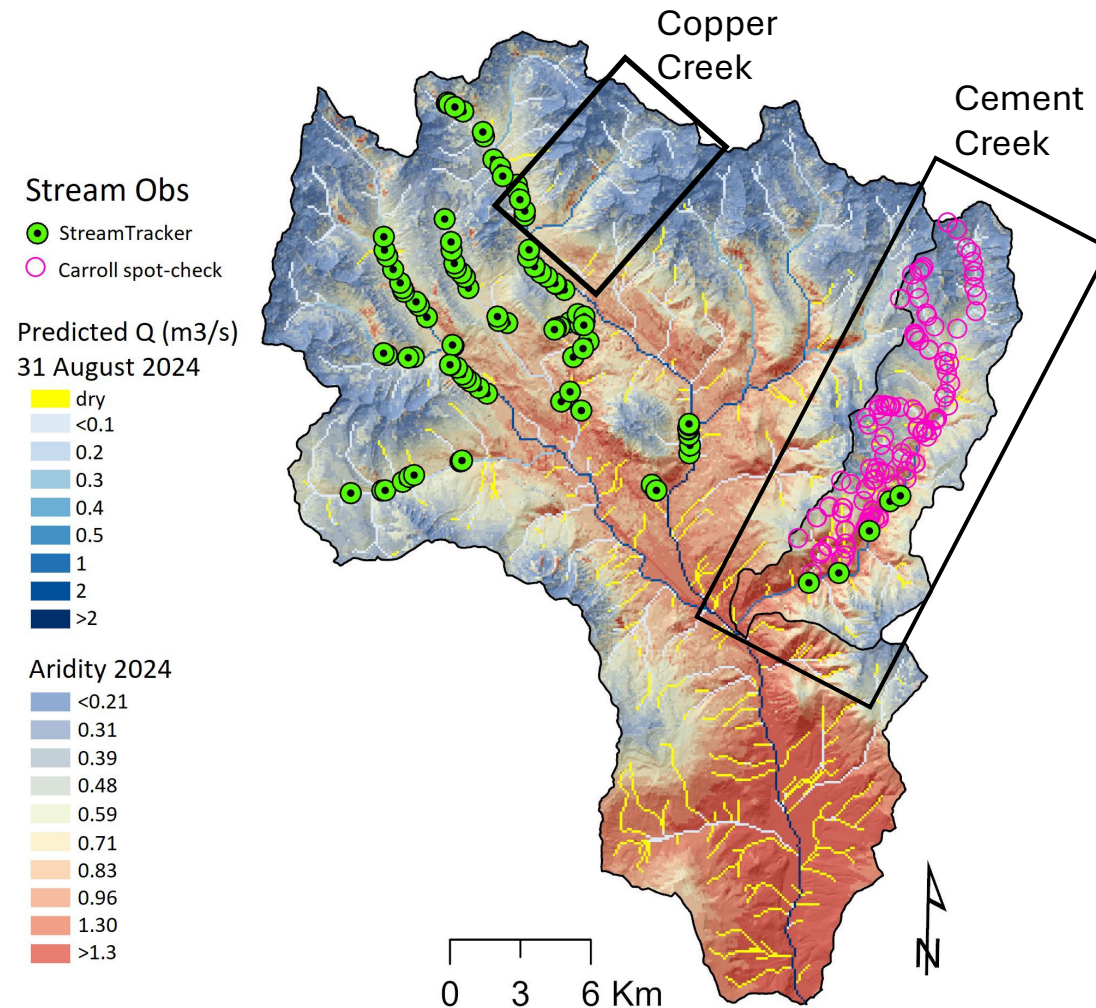 Copper
Creek
Cement
Creek
Stream Obs
StreamTracker
Carroll spot-check
Predicted Q (m3/s)
31 August 2024
dry
<0.1
0.2
0.3
0.4
0.5
1
2
>2
Aridity 2024
<0.21
0.31
0.39
0.48
0.59
0.71
0.83
0.96
1.30
>1.3
0 3 6 Km
N